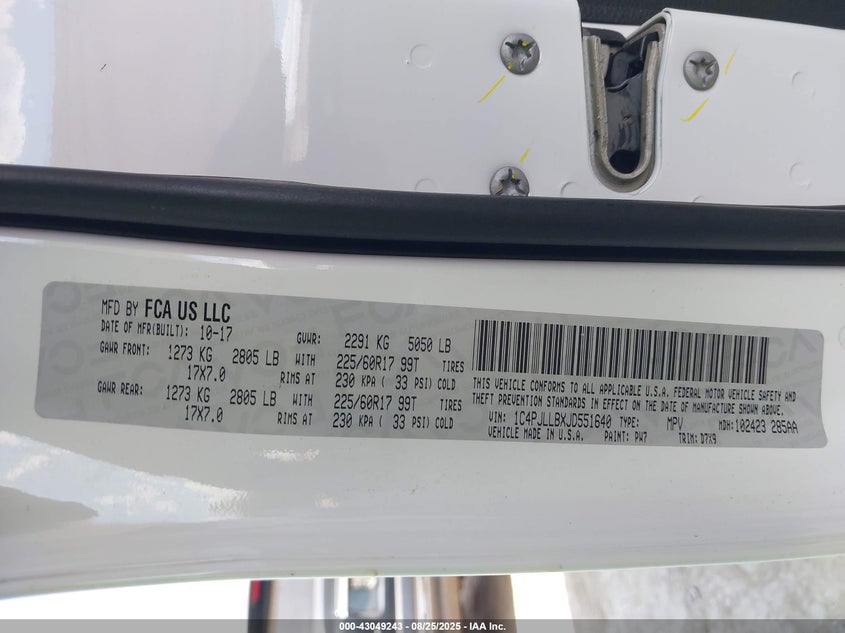 MFD BY FCA US LLC
DATE OF MFR(BUILT): 10-17 GVWR: 2291 KG 5050 LB
GAWR FRONT: 1273 KG 2805 LB WITH 225/60R17 99T TIRES
17X7.0 RIMS AT 230 KPA ( 33 PSI) COLD
GAWR REAR: 1273 KG 2805 LB WITH 225/60R17 99T TIRES
17X7.0 RIMS AT 230 KPA ( 33 PSI) COLD
THIS VEHICLE CONFORMS TO ALL APPLICABLE U.S.A. FEDERAL MOTOR VEHICLE SAFETY AND
THEFT PREVENTION STANDARDS IN EFFECT ON THE DATE OF MANUFACTURE SHOWN ABOVE.
VIN: 1C4PJLLBXJD551640 TYPE: MPV MDH: 102423 285AA
VEHICLE MADE IN U.S.A. PAINT: PW7 TRIM: D7X9
000-43049243 - 08/25/2025 - IAA, Inc.